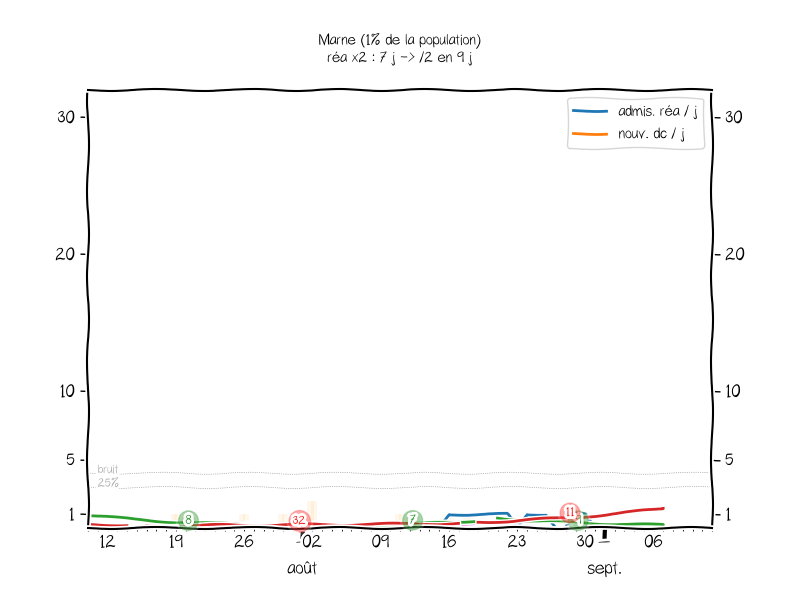 Marne (1% de la population)
réa x2 : 7 j -> /2 en 9 j
admis. réa / j
nouv. dc / j
30 30
20 20
10 10
5 5
bruit
25%
1 1
8 32 7 11
12 19 26 02 09 16 23 30 06
août sept.